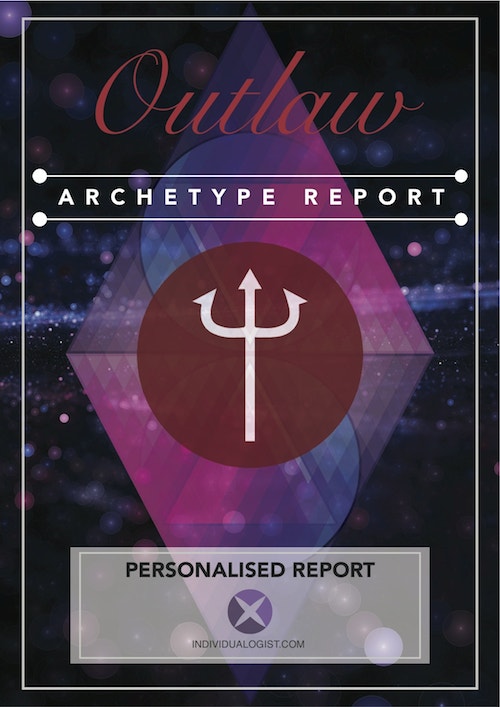 Outlaw
ARCHETYPE REPORT
PERSONALISED REPORT
INDIVIDUALOGIST.COM